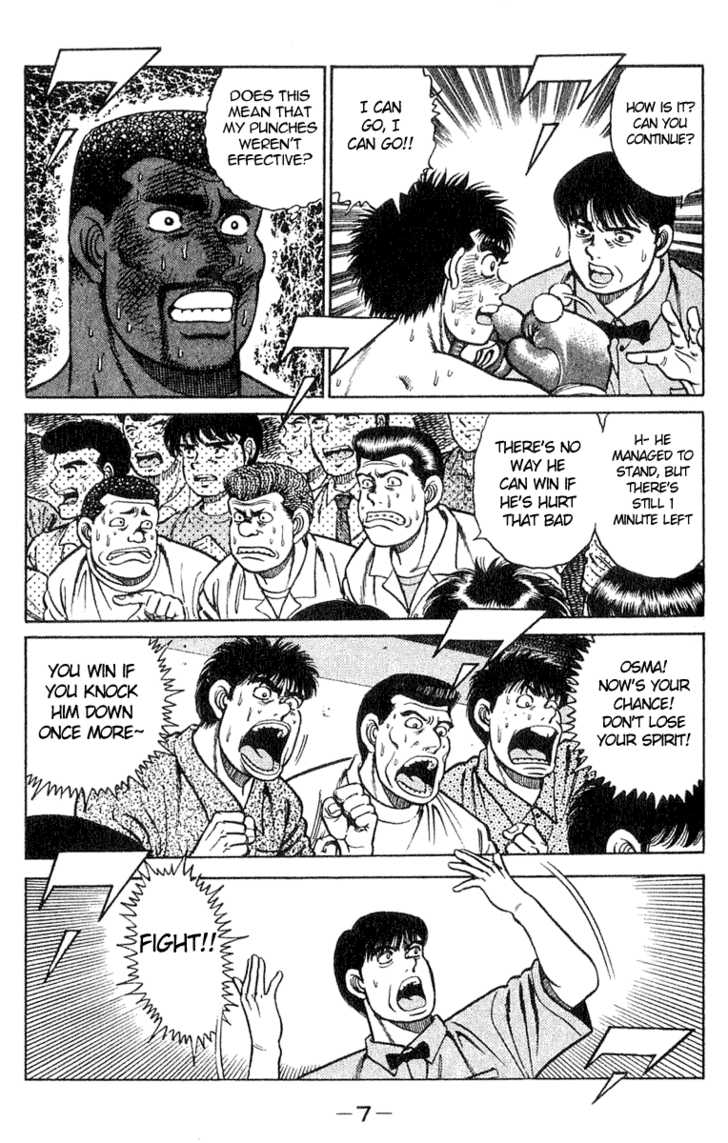 HOW IS IT?
CAN YOU
CONTINUE?
I CAN
GO, I
CAN GO!!
DOES THIS
MEAN THAT
MY PUNCHES
WEREN'T
EFFECTIVE?
H- HE
MANAGED TO
STAND, BUT
THERE'S
STILL 1
MINUTE LEFT
THERE'S NO
WAY HE
CAN WIN IF
HE'S HURT
THAT BAD
OSMA!
NOW'S YOUR
CHANCE!
DON'T LOSE
YOUR SPIRIT!
YOU WIN IF
YOU KNOCK
HIM DOWN
ONCE MORE~
FIGHT!!
—7—